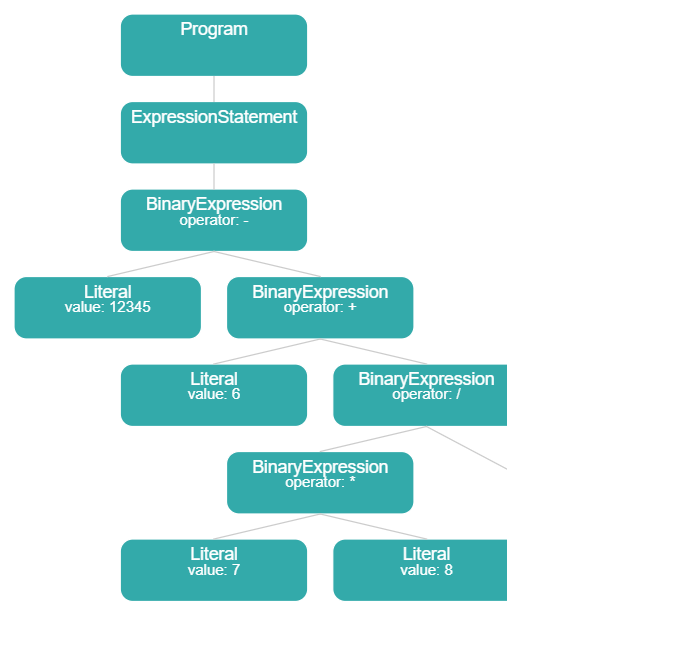 Program
ExpressionStatement
BinaryExpression
operator: -
Literal
value: 12345
BinaryExpression
operator: +
Literal
value: 6
BinaryExpression
operator: /
BinaryExpression
operator: *
Literal
value: 7
Literal
value: 8